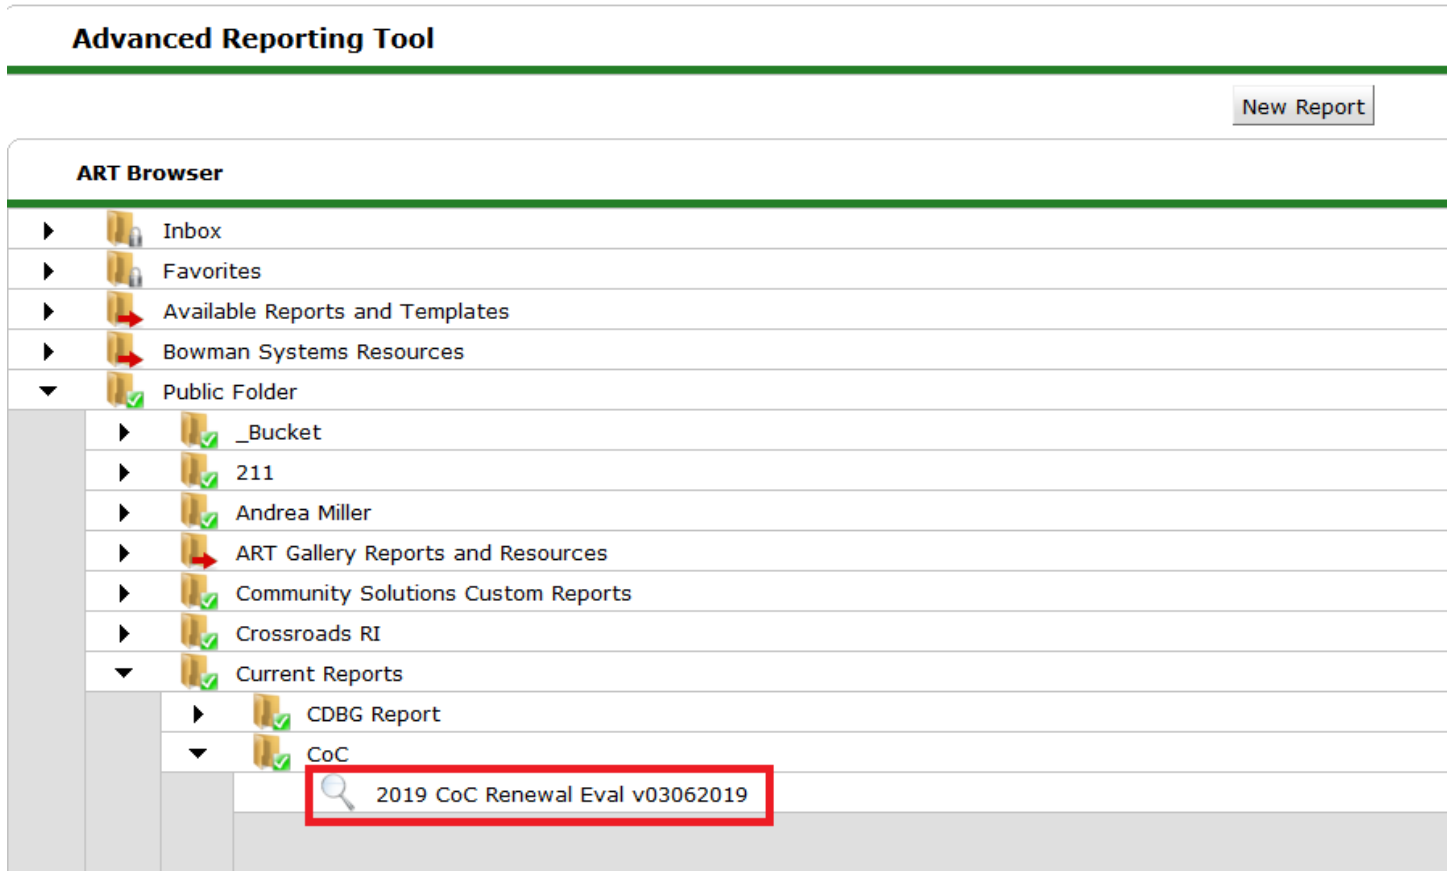 Advanced Reporting Tool
New Report
ART Browser
Inbox
Favorites
Available Reports and Templates
Bowman Systems Resources
Public Folder
_Bucket
211
Andrea Miller
ART Gallery Reports and Resources
Community Solutions Custom Reports
Crossroads RI
Current Reports
CDBG Report
CoC
2019 CoC Renewal Eval v03062019